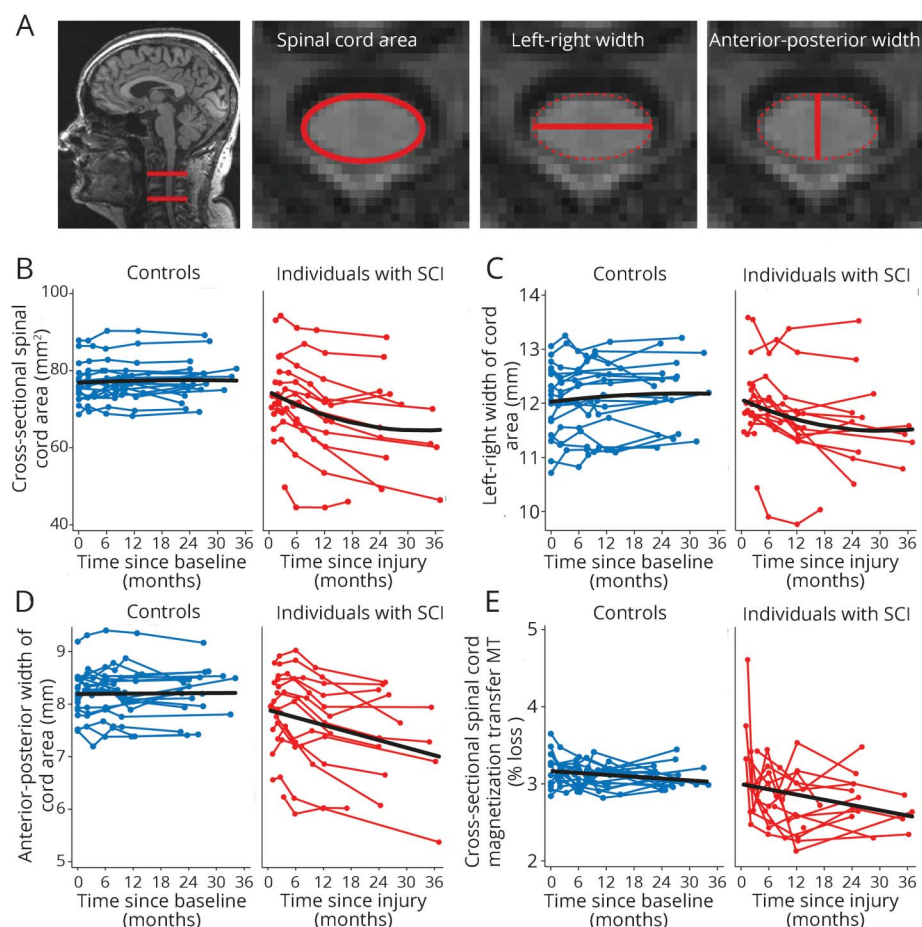 A
Spinal cord area
Left-right width
Anterior-posterior width
B
Controls
Individuals with SCI
Cross-sectional spinal
cord area (mm²)
100
80
60
40
0 6 12 18 24 30 36
Time since baseline
(months)
0 6 12 18 24 30 36
Time since injury
(months)
C
Controls
Individuals with SCI
Left-right width of cord
area (mm)
14
13
12
11
10
0 6 12 18 24 30 36
Time since baseline
(months)
0 6 12 18 24 30 36
Time since injury
(months)
D
Controls
Individuals with SCI
Anterior-posterior width of
cord area (mm)
9
8
7
6
5
0 6 12 18 24 30 36
Time since baseline
(months)
0 6 12 18 24 30 36
Time since injury
(months)
E
Controls
Individuals with SCI
Cross-sectional spinal cord
magnetization transfer MT
(% loss)
5
4
3
2
0 6 12 18 24 30 36
Time since baseline
(months)
0 6 12 18 24 30 36
Time since injury
(months)